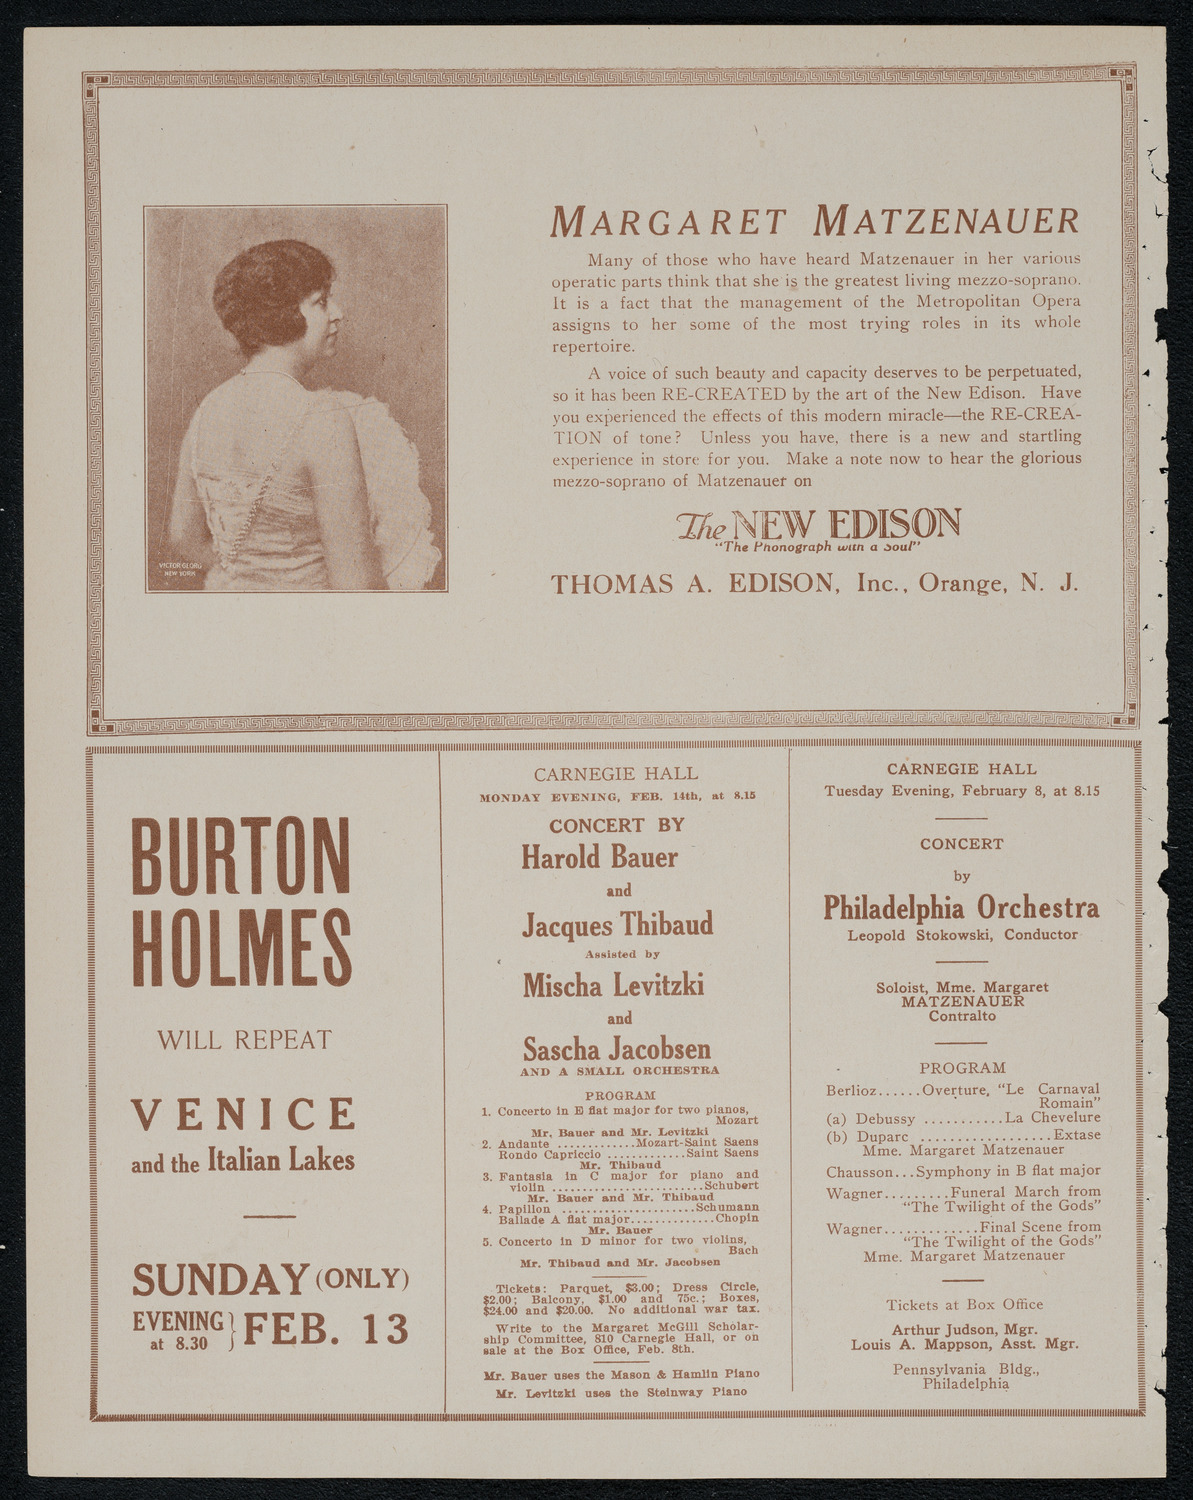 MARGARET MATZENAUER
Many of those who have heard Matzenauer in her various
operatic parts think that she is the greatest living mezzo-soprano.
It is a fact that the management of the Metropolitan Opera
assigns to her some of the most trying roles in its whole
repertoire.
A voice of such beauty and capacity deserves to be perpetuated,
so it has been RE-CREATED by the art of the New Edison. Have
you experienced the effects of this modern miracle—the RE-CREA-
TION of tone? Unless you have, there is a new and startling
experience in store for you. Make a note now to hear the glorious
mezzo-soprano of Matzenauer on
The NEW EDISON
"The Phonograph with a Soul"
THOMAS A. EDISON, Inc., Orange, N. J.
VICTOR GEORG
NEW YORK
BURTON
HOLMES
WILL REPEAT
VENICE
and the Italian Lakes
SUNDAY (ONLY)
EVENING } FEB. 13
at 8.30
CARNEGIE HALL
MONDAY EVENING, FEB. 14th, at 8.15
CONCERT BY
Harold Bauer
and
Jacques Thibaud
Assisted by
Mischa Levitzki
and
Sascha Jacobsen
AND A SMALL ORCHESTRA
PROGRAM
1. Concerto in E flat major for two pianos,
Mozart
Mr. Bauer and Mr. Levitzki
2. Andante ............Mozart-Saint Saens
Rondo Capriccio ............Saint Saens
Mr. Thibaud
3. Fantasia in C major for piano and
violin .......................Schubert
Mr. Bauer and Mr. Thibaud
4. Papillon ....................Schumann
Ballade A flat major.............Chopin
Mr. Bauer
5. Concerto in D minor for two violins,
Bach
Mr. Thibaud and Mr. Jacobsen
Tickets: Parquet, $3.00; Dress Circle,
$2.00; Balcony, $1.00 and 75c.; Boxes,
$24.00 and $20.00. No additional war tax.
Write to the Margaret McGill Scholar-
ship Committee, 810 Carnegie Hall, or on
sale at the Box Office, Feb. 8th.
Mr. Bauer uses the Mason & Hamlin Piano
Mr. Levitzki uses the Steinway Piano
CARNEGIE HALL
Tuesday Evening, February 8, at 8.15
CONCERT
by
Philadelphia Orchestra
Leopold Stokowski, Conductor
Soloist, Mme. Margaret
MATZENAUER
Contralto
PROGRAM
Berlioz......Overture, "Le Carnaval
Romain"
(a) Debussy ...........La Chevelure
(b) Duparc ..................Extase
Mme. Margaret Matzenauer
Chausson...Symphony in B flat major
Wagner.........Funeral March from
"The Twilight of the Gods"
Wagner.............Final Scene from
"The Twilight of the Gods"
Mme. Margaret Matzenauer
Tickets at Box Office
Arthur Judson, Mgr.
Louis A. Mappson, Asst. Mgr.
Pennsylvania Bldg.,
Philadelphia